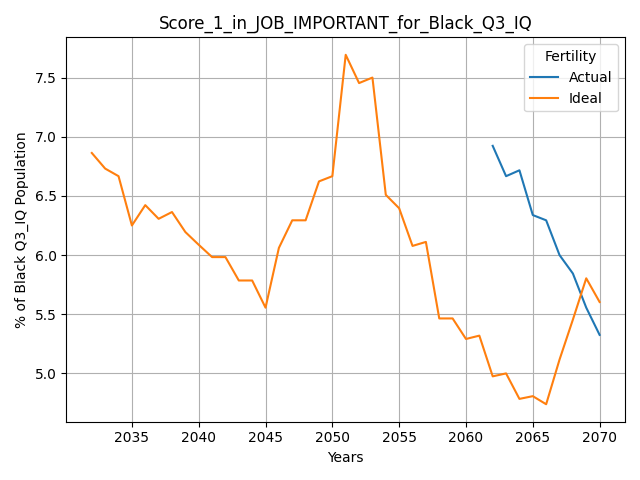 Score_1_in_JOB_IMPORTANT_for_Black_Q3_IQ
Fertility
Actual
Ideal
% of Black Q3_IQ Population
7.5
7.0
6.5
6.0
5.5
5.0
2035 2040 2045 2050 2055 2060 2065 2070
Years